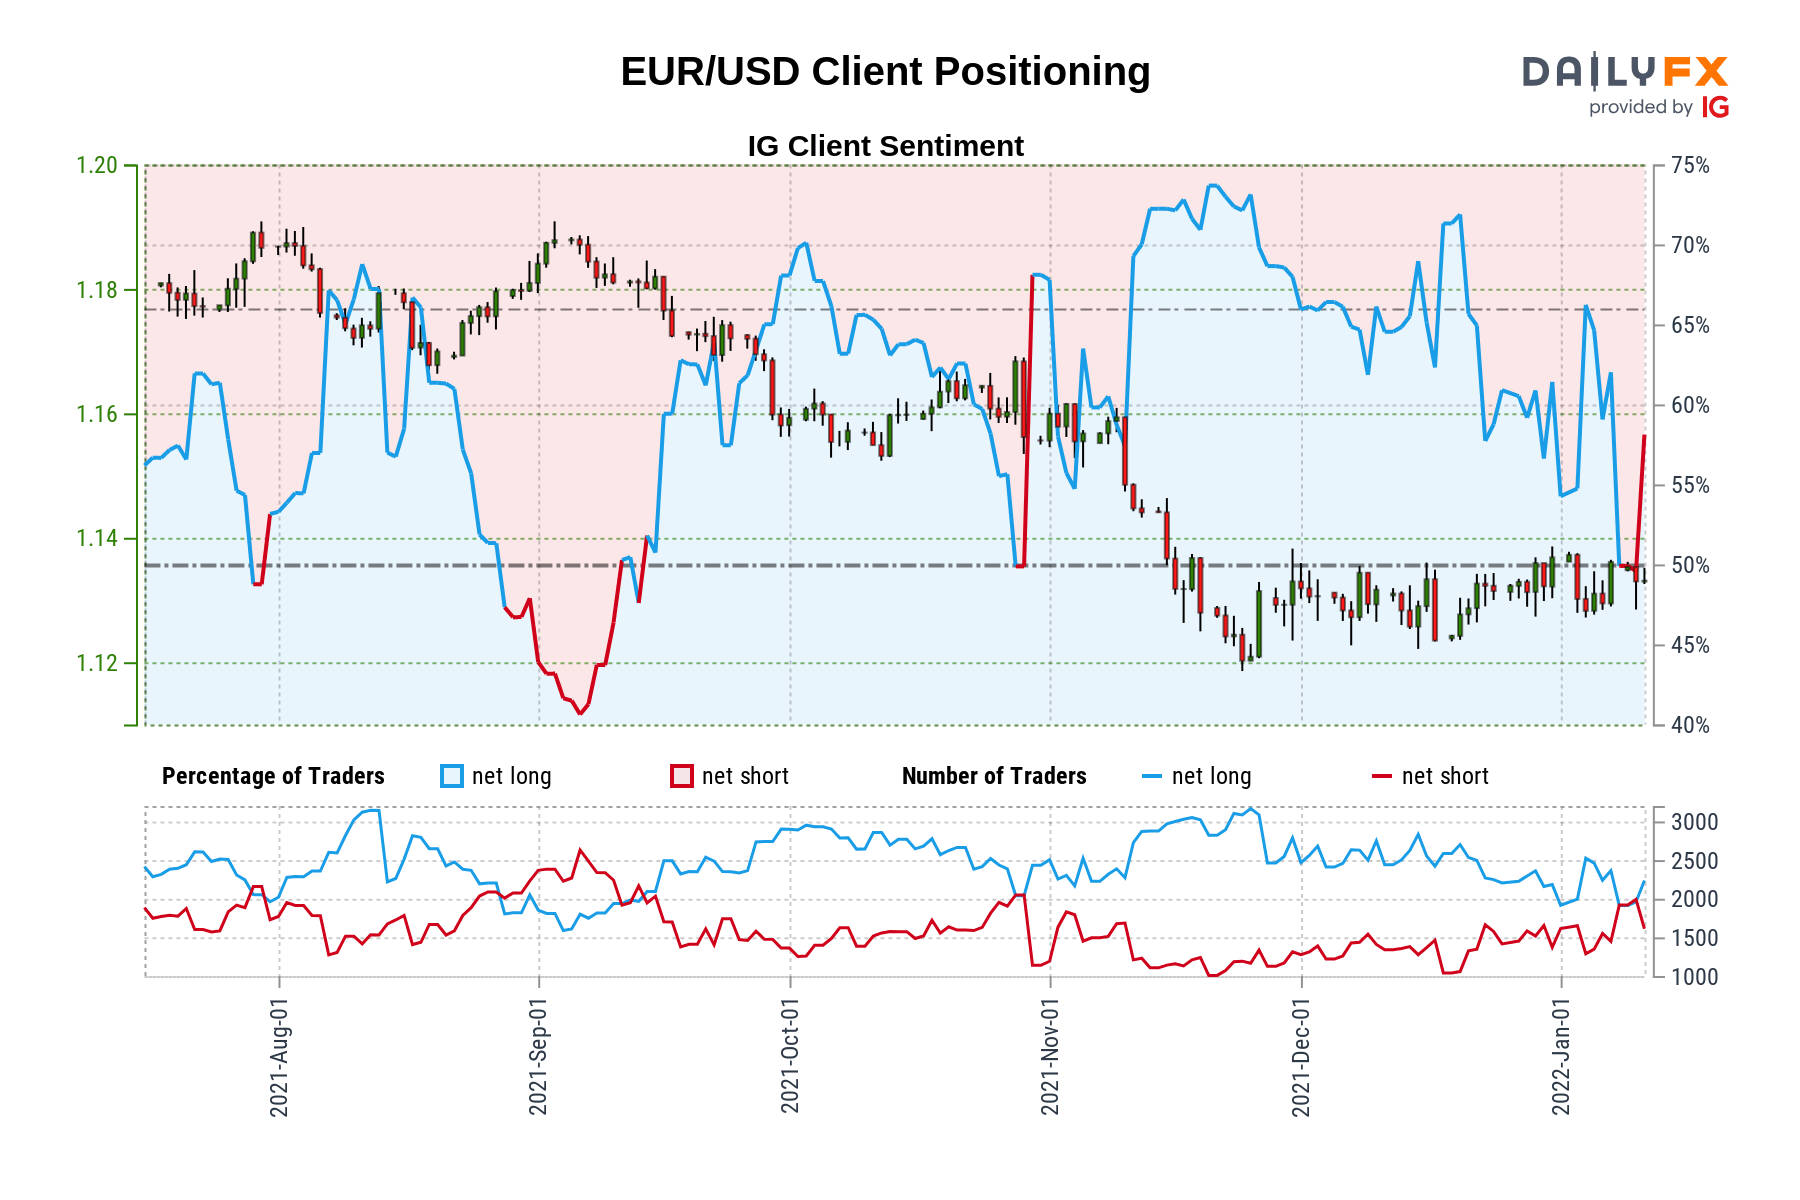 EUR/USD Client Positioning
DAILYFX
provided by IG
IG Client Sentiment
1.20
1.18
1.16
1.14
1.12
75%
70%
65%
60%
55%
50%
45%
40%
Percentage of Traders
net long
net short
Number of Traders
net long
net short
3000
2500
2000
1500
1000
2021-Aug-01
2021-Sep-01
2021-Oct-01
2021-Nov-01
2021-Dec-01
2022-Jan-01